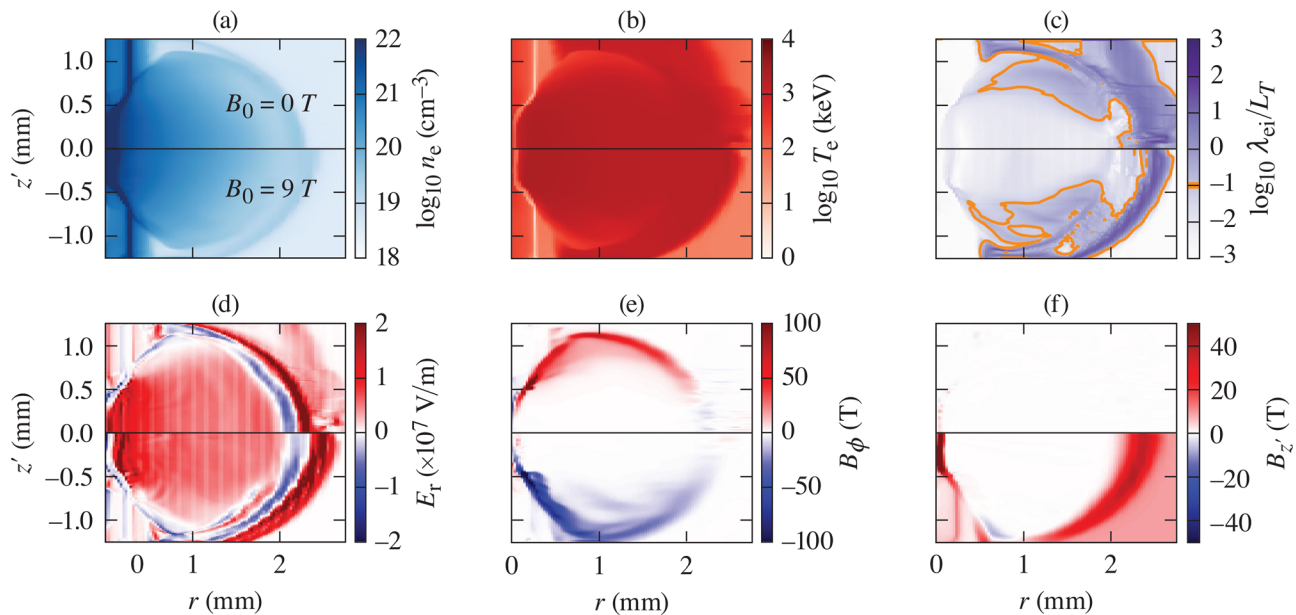 (a)
(b)
(c)
1.0
0.5
0.0
–0.5
–1.0
z′ (mm)
B₀ = 0 T
B₀ = 9 T
22
21
20
19
18
log₁₀ nₑ (cm⁻³)
4
3
2
1
0
log₁₀ Tₑ (keV)
3
2
1
0
–1
–2
–3
log₁₀ λₑᵢ/L_T
(d)
(e)
(f)
1.0
0.5
0.0
–0.5
–1.0
z′ (mm)
0
1
2
r (mm)
2
1
0
–1
–2
Eᵣ (×10⁷ V/m)
0
1
2
r (mm)
100
50
0
–50
–100
B_ϕ (T)
0
1
2
r (mm)
40
20
0
–20
–40
B_z′ (T)